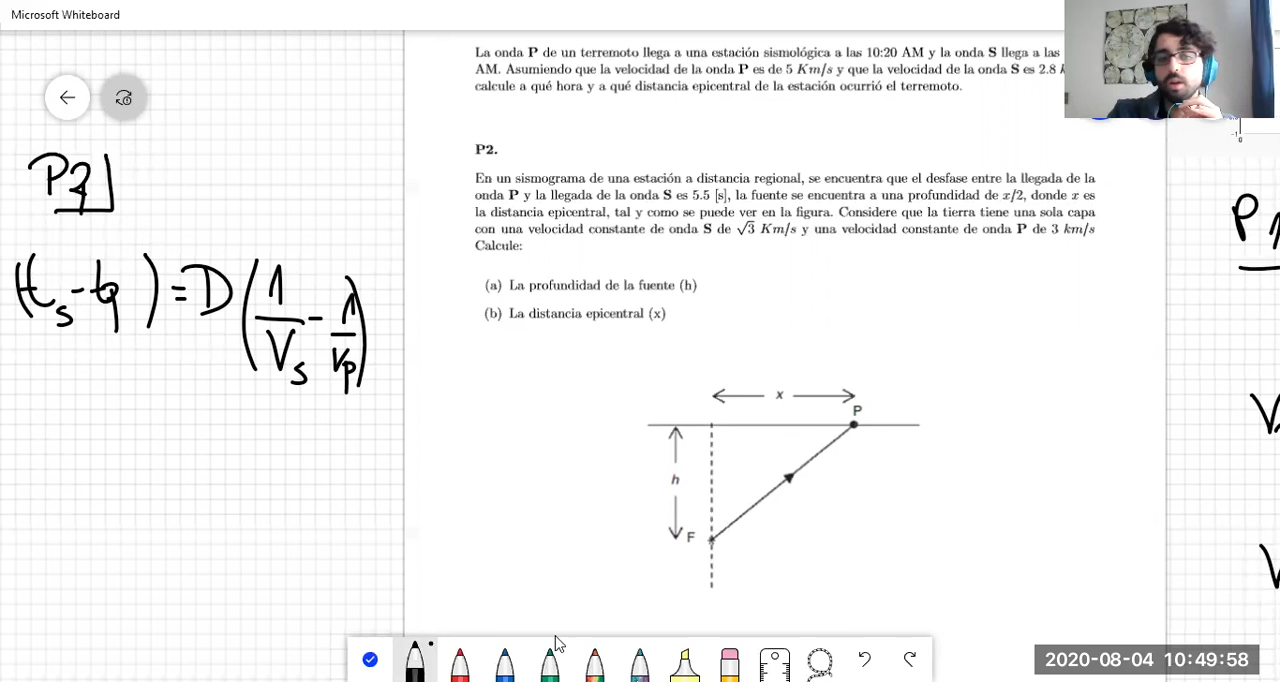 Microsoft Whiteboard
La onda P de un terremoto llega a una estación sismológica a las 10:20 AM y la onda S llega a las
AM. Asumiendo que la velocidad de la onda P es de 5 Km/s y que la velocidad de la onda S es 2.8
calcule a qué hora y a qué distancia epicentral de la estación ocurrió el terremoto.
P2.
En un sismograma de una estación a distancia regional, se encuentra que el desfase entre la llegada de la
onda P y la llegada de la onda S es 5.5 [s], la fuente se encuentra a una profundidad de x/2, donde x es
la distancia epicentral, tal y como se puede ver en la figura. Considere que la tierra tiene una sola capa
con una velocidad constante de onda S de √3 Km/s y una velocidad constante de onda P de 3 km/s
Calcule:
(a) La profundidad de la fuente (h)
(b) La distancia epicentral (x)
x
P
h
F
P2
(ts - tp) = D (1/Vs - 1/Vp)
P
V
V
2020-08-04 10:49:58